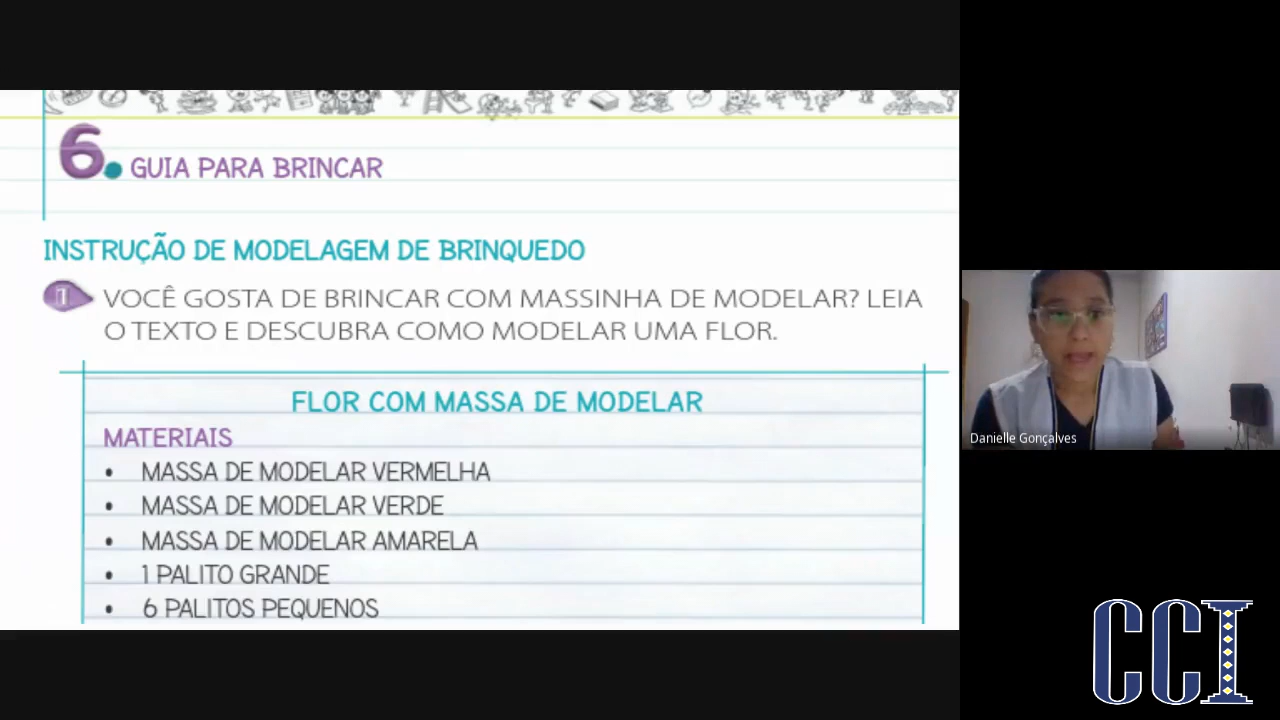 6. GUIA PARA BRINCAR
INSTRUÇÃO DE MODELAGEM DE BRINQUEDO
1 VOCÊ GOSTA DE BRINCAR COM MASSINHA DE MODELAR? LEIA
O TEXTO E DESCUBRA COMO MODELAR UMA FLOR.
FLOR COM MASSA DE MODELAR
MATERIAIS
• MASSA DE MODELAR VERMELHA
• MASSA DE MODELAR VERDE
• MASSA DE MODELAR AMARELA
• 1 PALITO GRANDE
• 6 PALITOS PEQUENOS
Danielle Gonçalves
CCI